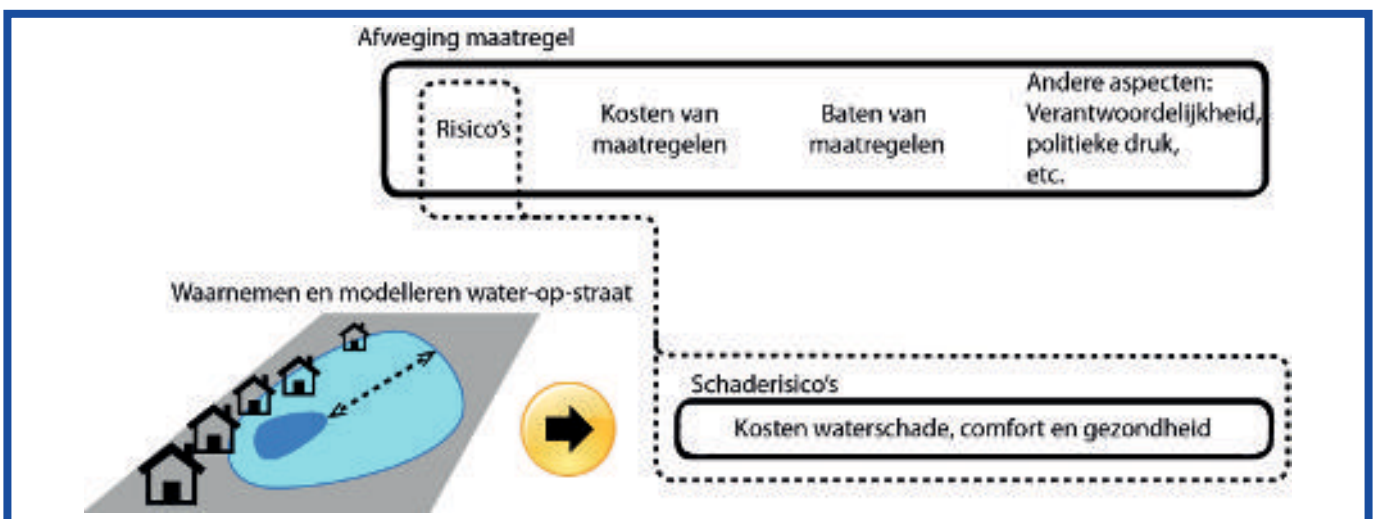 Afweging maatregel
Risico's
Kosten van
maatregelen
Baten van
maatregelen
Andere aspecten:
Verantwoordelijkheid,
politieke druk,
etc.
Waarnemen en modelleren water-op-straat
Schaderisico's
Kosten waterschade, comfort en gezondheid